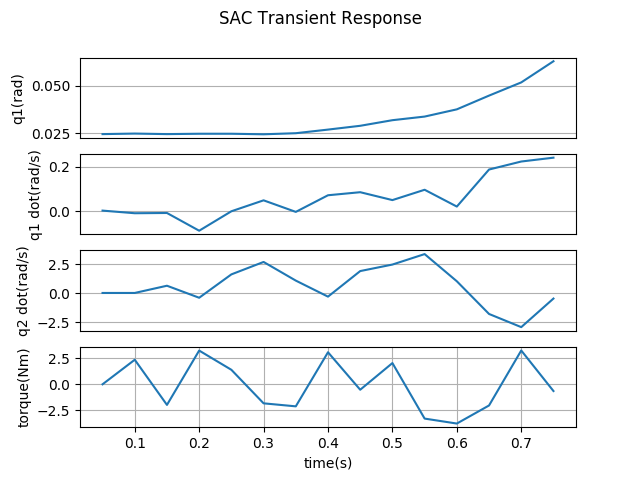 SAC Transient Response
q1(rad)
0.050
0.025
q1 dot(rad/s)
0.2
0.0
q2 dot(rad/s)
2.5
0.0
−2.5
torque(Nm)
2.5
0.0
−2.5
0.1 0.2 0.3 0.4 0.5 0.6 0.7
time(s)